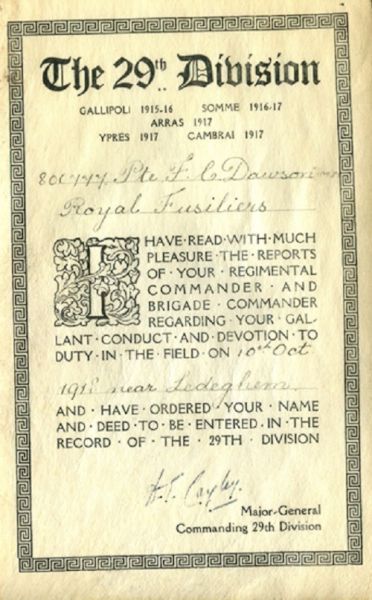 The 29th Division
GALLIPOLI 1915-16 SOMME 1916-17
ARRAS 1917
YPRES 1917 CAMBRAI 1917
Pte F. C. Dawson
Royal Fusiliers
I HAVE·READ·WITH·MUCH
PLEASURE·THE·REPORTS
OF·YOUR·REGIMENTAL
COMMANDER·AND
BRIGADE·COMMANDER
REGARDING·YOUR·GAL-
LANT·CONDUCT·AND·DEVOTION·TO
DUTY·IN·THE·FIELD·ON 10th Oct
1918 near Ledeghem
AND·HAVE·ORDERED·YOUR·NAME
AND·DEED·TO·BE·ENTERED·IN·THE
RECORD·OF·THE·29TH·DIVISION
Cayley.
Major-General
Commanding 29th Division